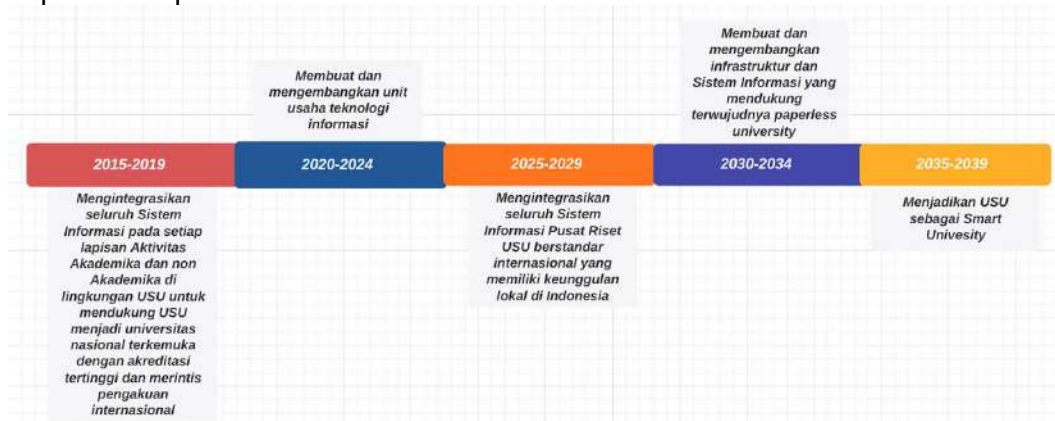 2015-2019
Mengintegrasikan
seluruh Sistem
Informasi pada setiap
lapisan Aktivitas
Akademika dan non
Akademika di
lingkungan USU untuk
mendukung USU
menjadi universitas
nasional terkemuka
dengan akreditasi
tertinggi dan merintis
pengakuan
internasional
Membuat dan
mengembangkan unit
usaha teknologi
informasi
2020-2024
2025-2029
Mengintegrasikan
seluruh Sistem
Informasi Pusat Riset
USU berstandar
internasional yang
memiliki keunggulan
lokal di Indonesia
Membuat dan
mengembangkan
infrastruktur dan
Sistem Informasi yang
mendukung
terwujudnya paperless
university
2030-2034
2035-2039
Menjadikan USU
sebagai Smart
Univesity